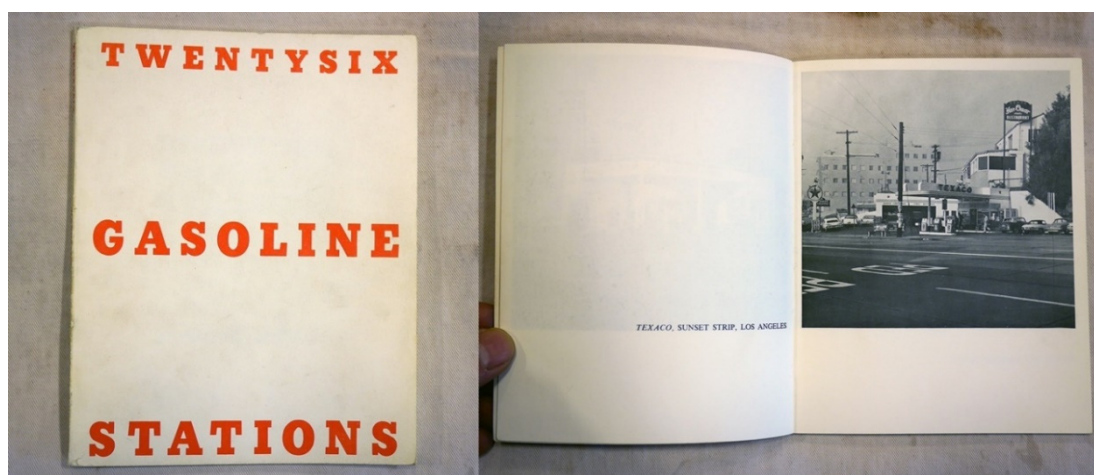 TWENTYSIX
GASOLINE
STATIONS
TEXACO, SUNSET STRIP, LOS ANGELES
TEXACO